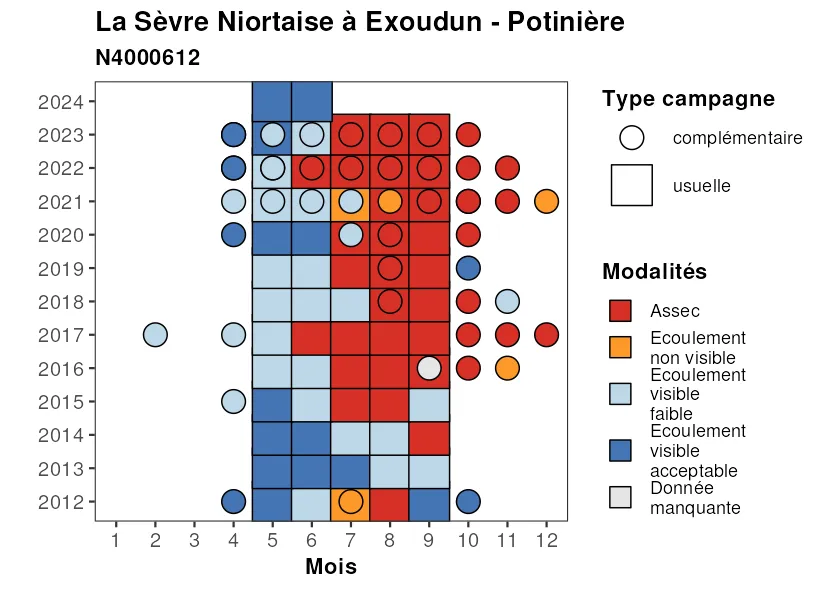 La Sèvre Niortaise à Exoudun - Potinière
N4000612
2024
2023
2022
2021
2020
2019
2018
2017
2016
2015
2014
2013
2012
1 2 3 4 5 6 7 8 9 10 11 12
Mois
Type campagne
complémentaire
usuelle
Modalités
Assec
Ecoulement
non visible
Ecoulement
visible
faible
Ecoulement
visible
acceptable
Donnée
manquante